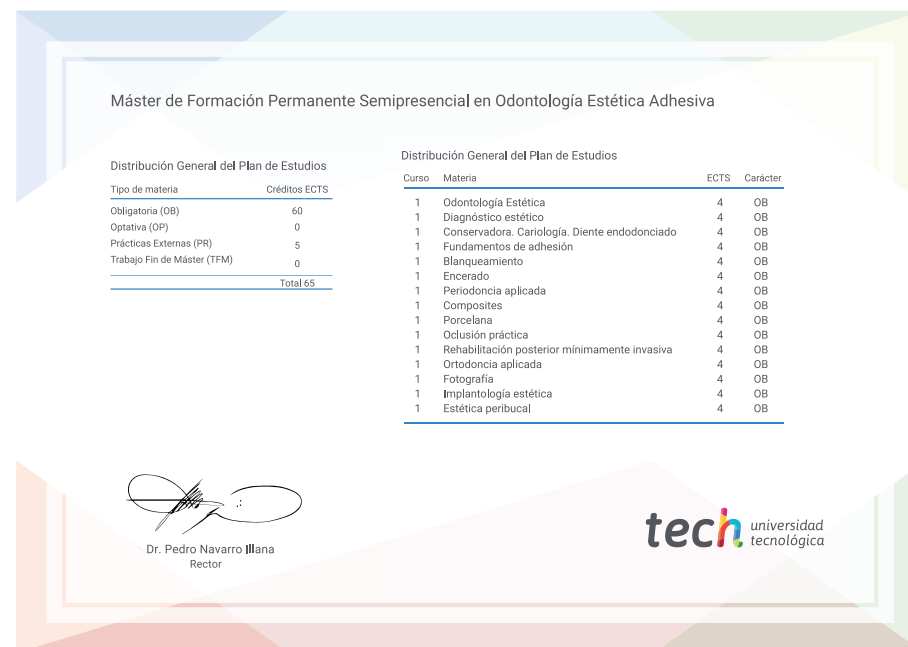 Máster de Formación Permanente Semipresencial en Odontología Estética Adhesiva
Distribución General del Plan de Estudios
Tipo de materia Créditos ECTS
Obligatoria (OB) 60
Optativa (OP) 0
Prácticas Externas (PR) 5
Trabajo Fin de Máster (TFM) 0
Total 65
Distribución General del Plan de Estudios
Curso Materia ECTS Carácter
1 Odontología Estética 4 OB
1 Diagnóstico estético 4 OB
1 Conservadora. Cariología. Diente endodonciado 4 OB
1 Fundamentos de adhesión 4 OB
1 Blanqueamiento 4 OB
1 Encerado 4 OB
1 Periodoncia aplicada 4 OB
1 Composites 4 OB
1 Porcelana 4 OB
1 Oclusión práctica 4 OB
1 Rehabilitación posterior mínimamente invasiva 4 OB
1 Ortodoncia aplicada 4 OB
1 Fotografía 4 OB
1 Implantología estética 4 OB
1 Estética peribucal 4 OB
Dr. Pedro Navarro Illana
Rector
tech universidad
tecnológica